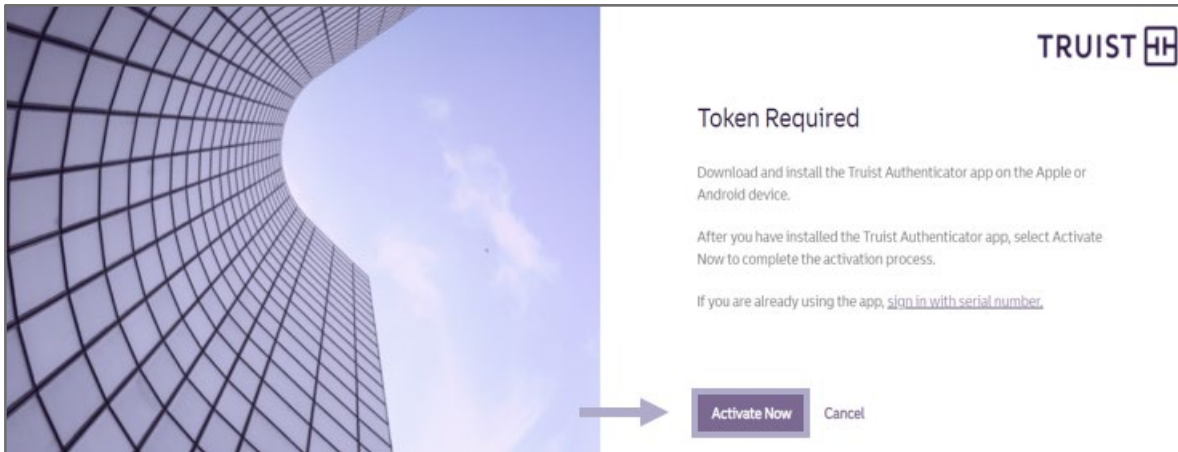 TRUIST
Token Required
Download and install the Truist Authenticator app on the Apple or
Android device.
After you have installed the Truist Authenticator app, select Activate
Now to complete the activation process.
If you are already using the app, sign in with serial number.
Activate Now Cancel